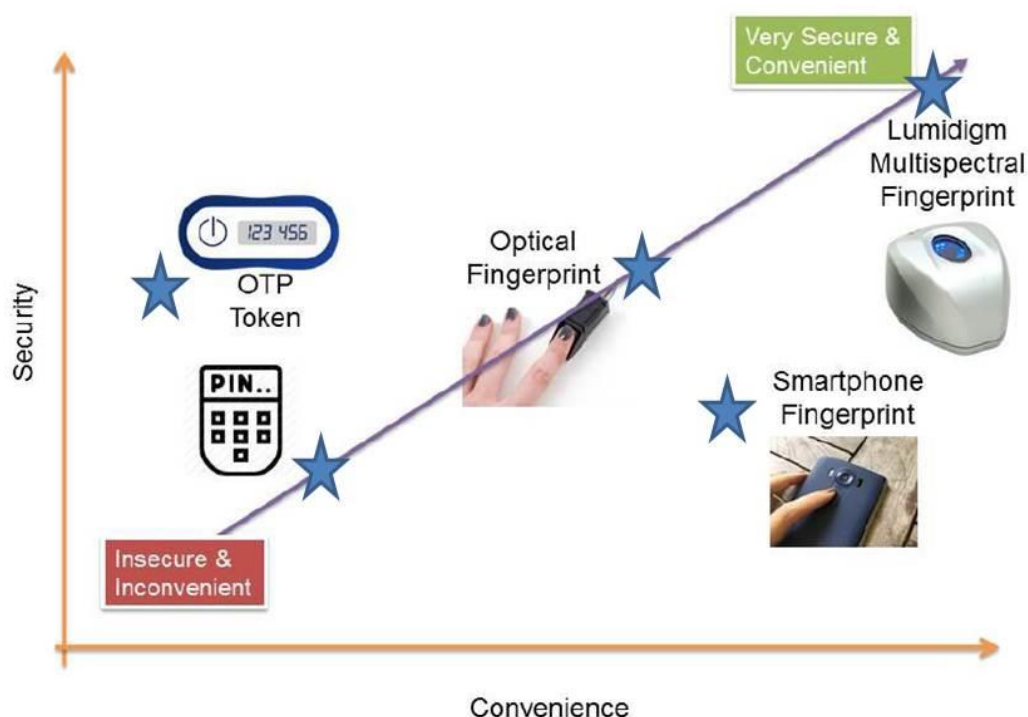 Very Secure &
Convenient
Lumidigm
Multispectral
Fingerprint
123 456
OTP
Token
Optical
Fingerprint
Security
PIN..
Smartphone
Fingerprint
Insecure &
Inconvenient
Convenience